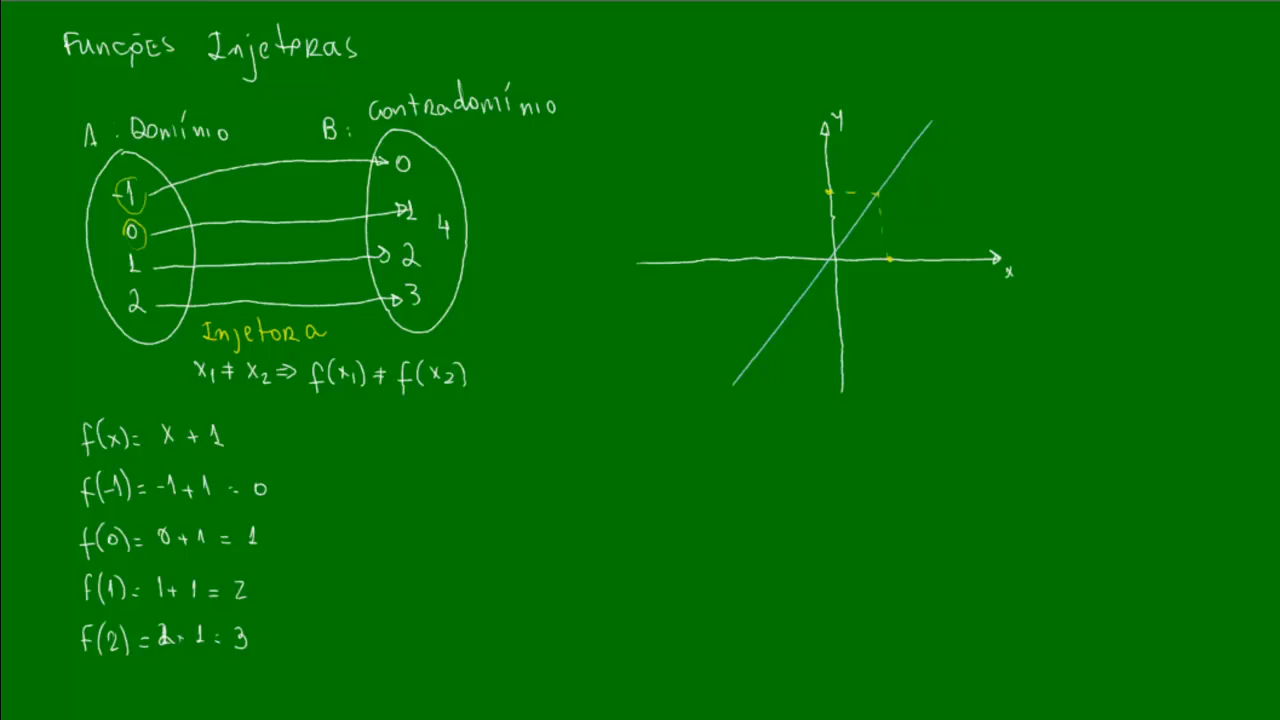 Funções Injetoras
A: Domínio
B: Contradomínio
-1
0
1
2
0
1
2
3
4
Injetora
x₁ ≠ x₂ ⇒ f(x₁) ≠ f(x₂)
f(x) = x + 1
f(-1) = -1 + 1 = 0
f(0) = 0 + 1 = 1
f(1) = 1 + 1 = 2
f(2) = 2 + 1 = 3
y
x